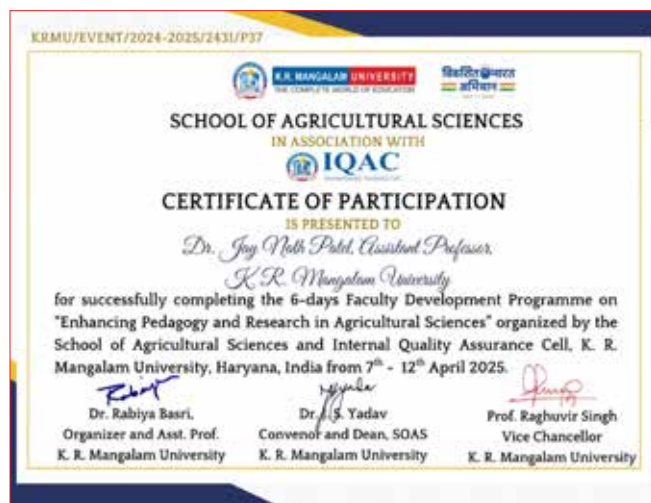 KRMU/EVENT/2024-2025/2431/P37
K.R. MANGALAM UNIVERSITY
THE COMPLETE WORLD OF EDUCATION
विकसित भारत
अभियान
SCHOOL OF AGRICULTURAL SCIENCES
IN ASSOCIATION WITH
IQAC
CERTIFICATE OF PARTICIPATION
IS PRESENTED TO
Dr. Jay Nath Patel, Assistant Professor,
K. R. Mangalam University
for successfully completing the 6-days Faculty Development Programme on
"Enhancing Pedagogy and Research in Agricultural Sciences" organized by the
School of Agricultural Sciences and Internal Quality Assurance Cell, K. R.
Mangalam University, Haryana, India from 7th - 12th April 2025.
Dr. Rabiya Basri,
Organizer and Asst. Prof.
K. R. Mangalam University
Dr. J. S. Yadav
Convenor and Dean, SOAS
K. R. Mangalam University
Prof. Raghuvir Singh
Vice Chancellor
K. R. Mangalam University